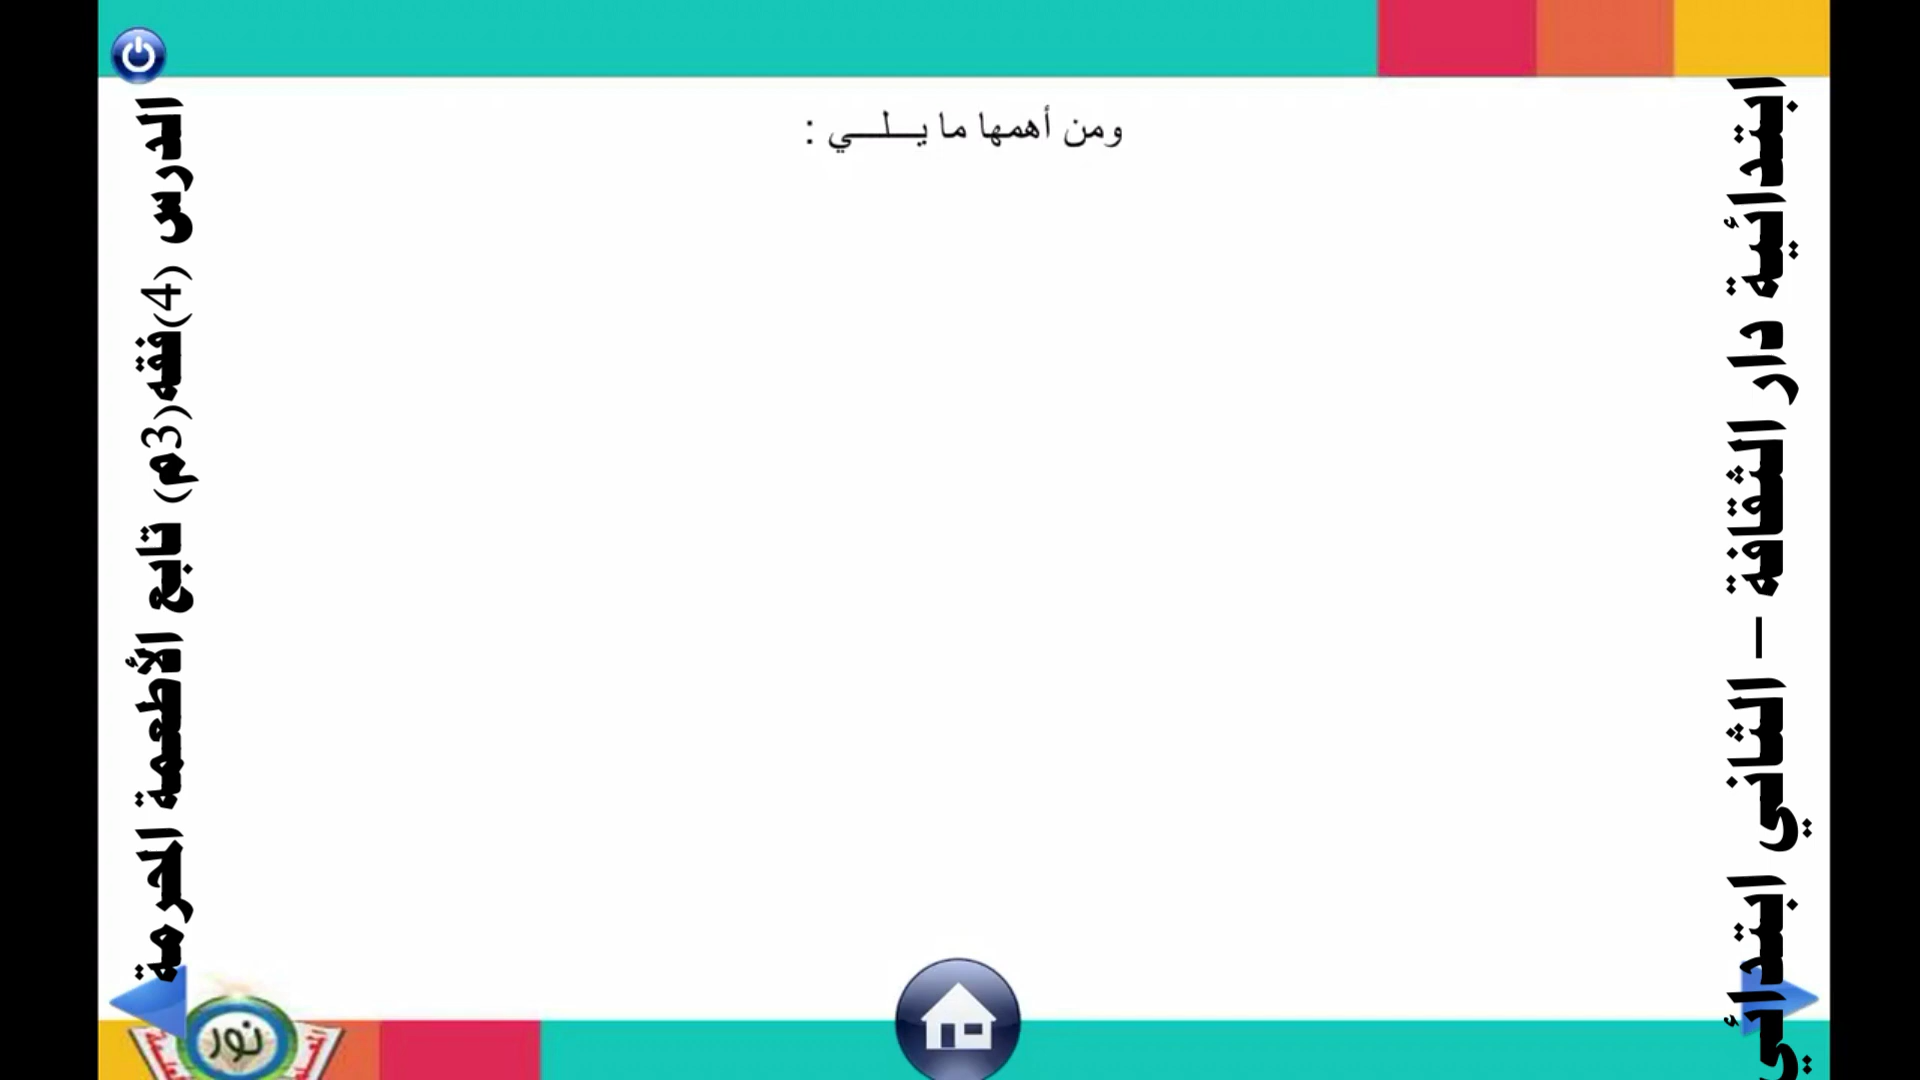 ومن أهمها ما يـــلـــي :
ابتدائية دار الثقافة – الثاني ابتدائي
الدرس (4)فقه(3م) تابع الأطعمة المحرمة
نور